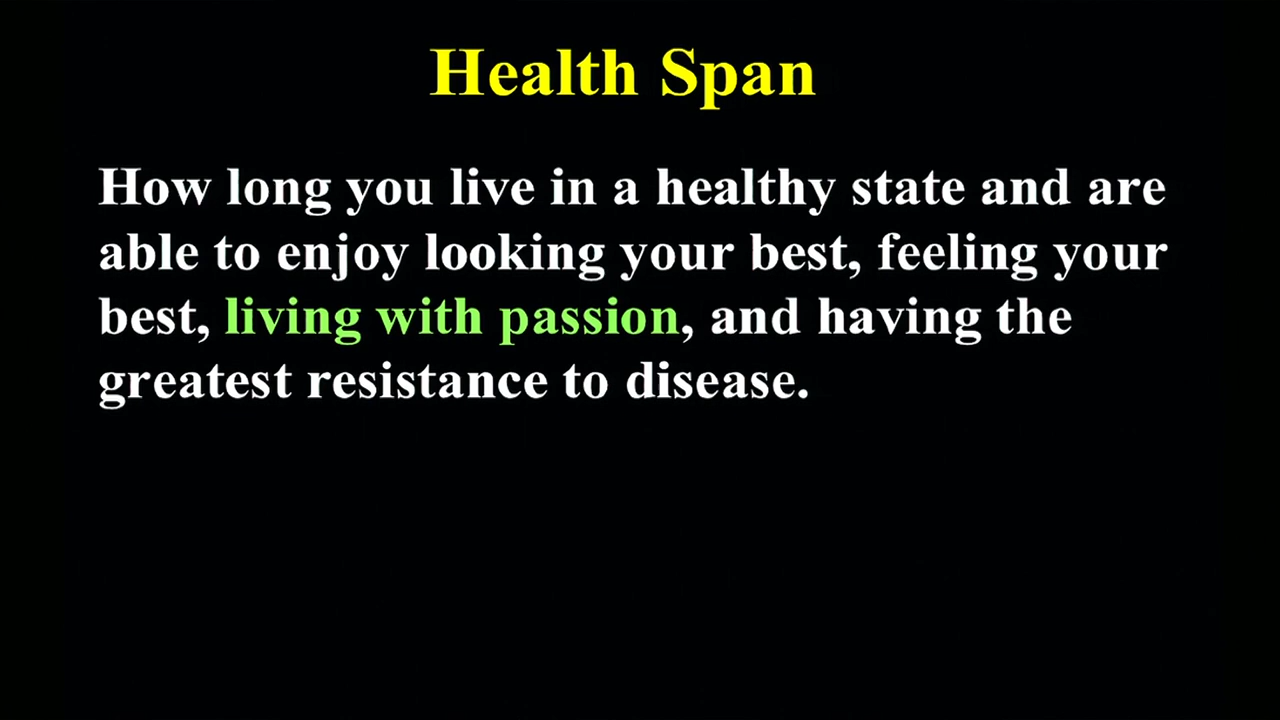 Health Span
How long you live in a healthy state and are
able to enjoy looking your best, feeling your
best, living with passion, and having the
greatest resistance to disease.